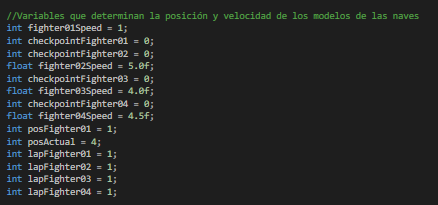 //Variables que determinan la posición y velocidad de los modelos de las naves
int fighter01Speed = 1;
int checkpointFighter01 = 0;
int checkpointFighter02 = 0;
float fighter02Speed = 5.0f;
int checkpointFighter03 = 0;
float fighter03Speed = 4.0f;
int checkpointFighter04 = 0;
float fighter04Speed = 4.5f;
int posFighter01 = 1;
int posActual = 4;
int lapFighter01 = 1;
int lapFighter02 = 1;
int lapFighter03 = 1;
int lapFighter04 = 1;